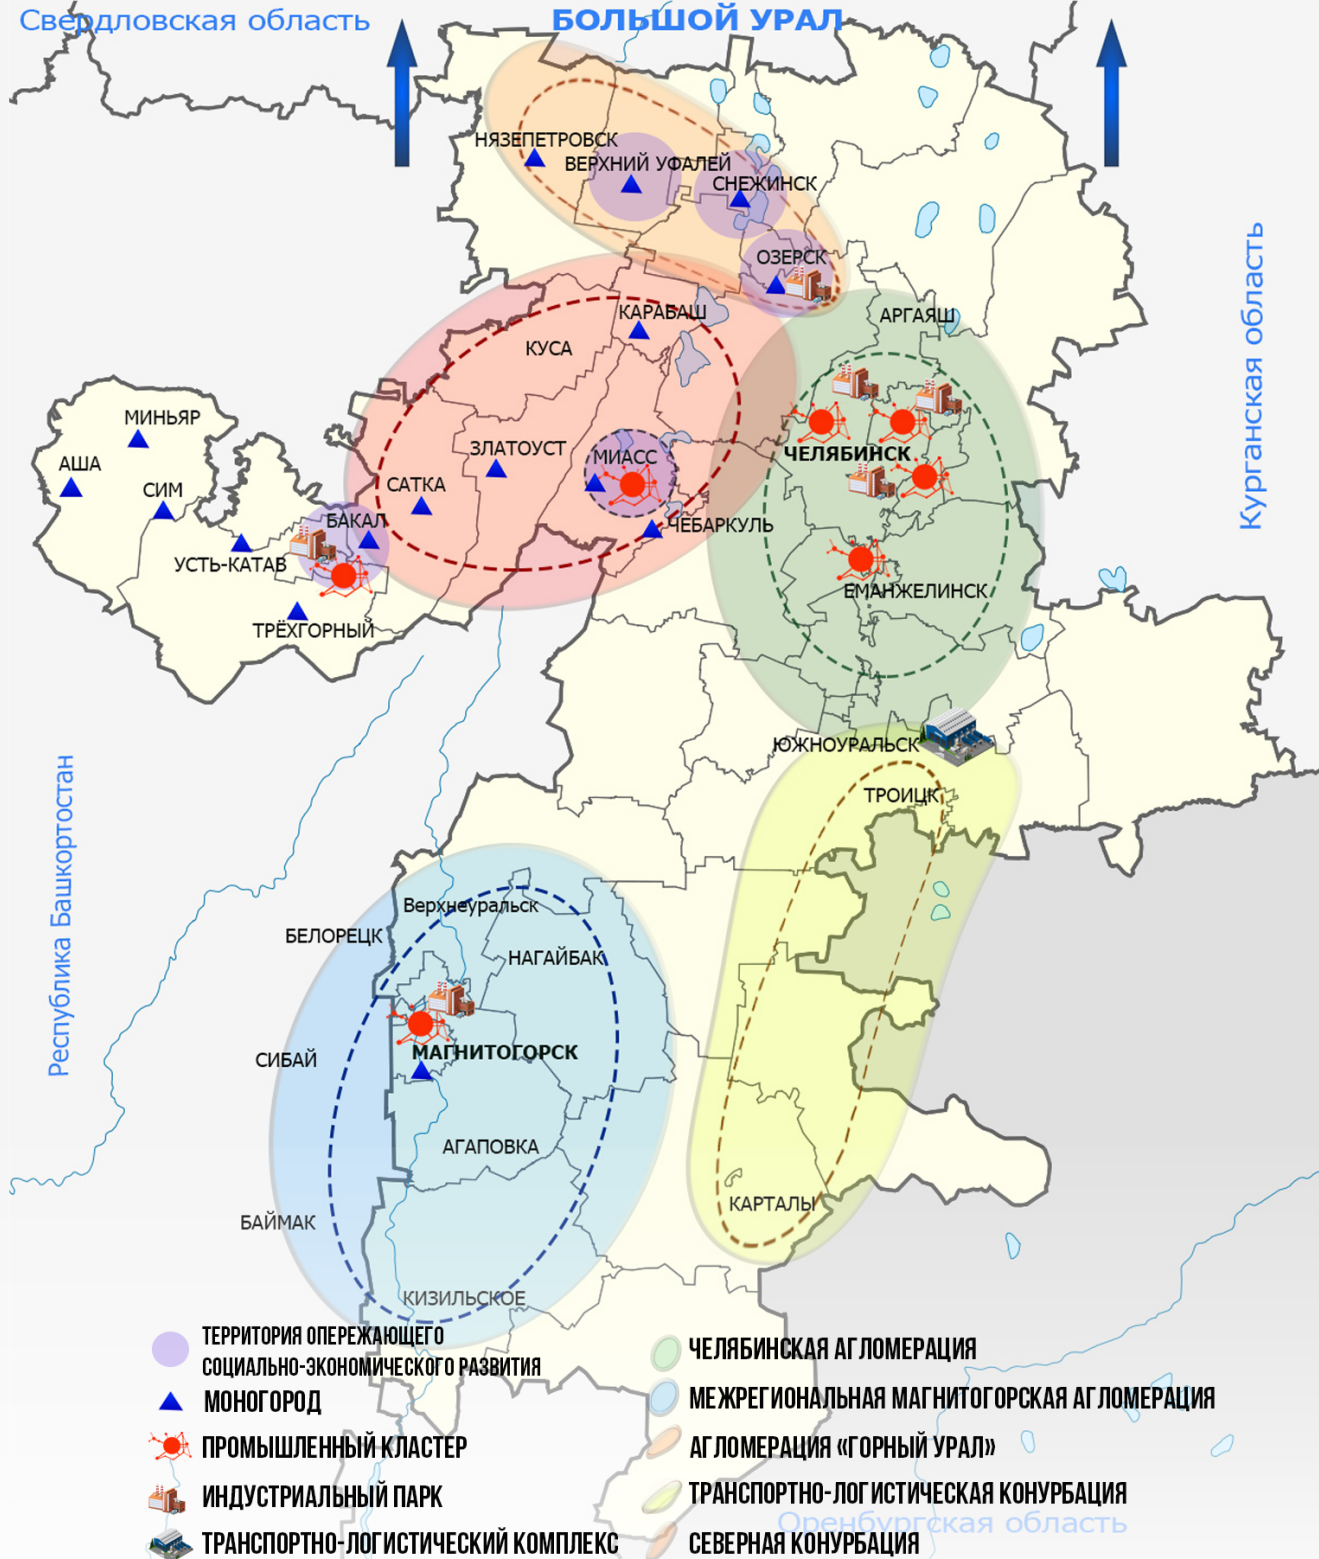 Свердловская область
БОЛЬШОЙ УРАЛ
НЯЗЕПЕТРОВСК
ВЕРХНИЙ УФАЛЕЙ
СНЕЖИНСК
ОЗЕРСК
Курганская область
КАРАБАШ
АРГАЯШ
КУСА
МИНЬЯР
ЗЛАТОУСТ
МИАСС
ЧЕЛЯБИНСК
АША
СИМ
САТКА
БАКАЛ
ЧЕБАРКУЛЬ
УСТЬ-КАТАВ
ЕМАНЖЕЛИНСК
ТРЁХГОРНЫЙ
ЮЖНОУРАЛЬСК
ТРОИЦК
Республика Башкортостан
Верхнеуральск
БЕЛОРЕЦК
НАГАЙБАК
СИБАЙ
МАГНИТОГОРСК
АГАПОВКА
КАРТАЛЫ
БАЙМАК
КИЗИЛЬСКОЕ
ТЕРРИТОРИЯ ОПЕРЕЖАЮЩЕГО
СОЦИАЛЬНО-ЭКОНОМИЧЕСКОГО РАЗВИТИЯ
МОНОГОРОД
ПРОМЫШЛЕННЫЙ КЛАСТЕР
ИНДУСТРИАЛЬНЫЙ ПАРК
ТРАНСПОРТНО-ЛОГИСТИЧЕСКИЙ КОМПЛЕКС
ЧЕЛЯБИНСКАЯ АГЛОМЕРАЦИЯ
МЕЖРЕГИОНАЛЬНАЯ МАГНИТОГОРСКАЯ АГЛОМЕРАЦИЯ
АГЛОМЕРАЦИЯ «ГОРНЫЙ УРАЛ»
ТРАНСПОРТНО-ЛОГИСТИЧЕСКАЯ КОНУРБАЦИЯ
Оренбургская область
СЕВЕРНАЯ КОНУРБАЦИЯ